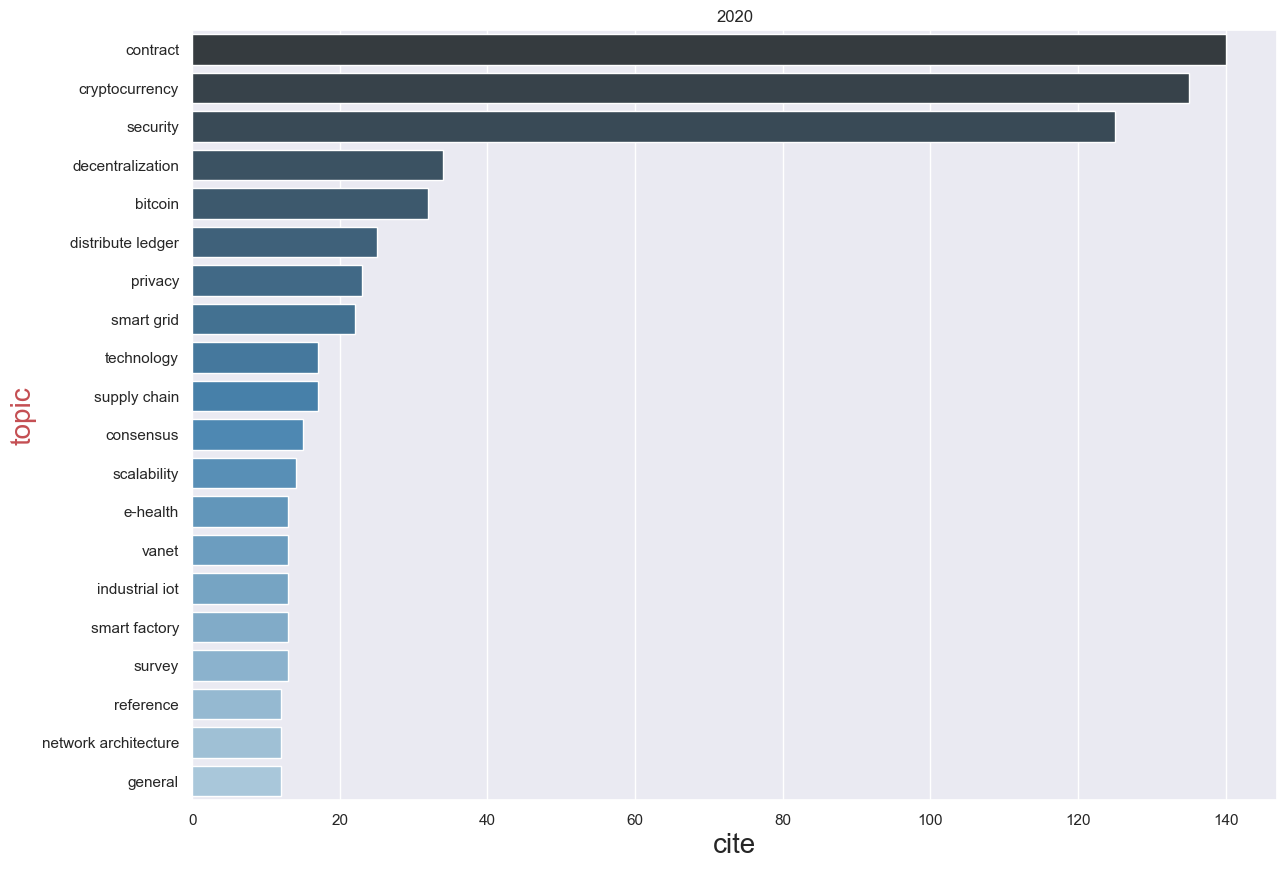 2020
contract
cryptocurrency
security
decentralization
bitcoin
distribute ledger
privacy
smart grid
technology
supply chain
consensus
scalability
e-health
vanet
industrial iot
smart factory
survey
reference
network architecture
general
topic
0 20 40 60 80 100 120 140
cite